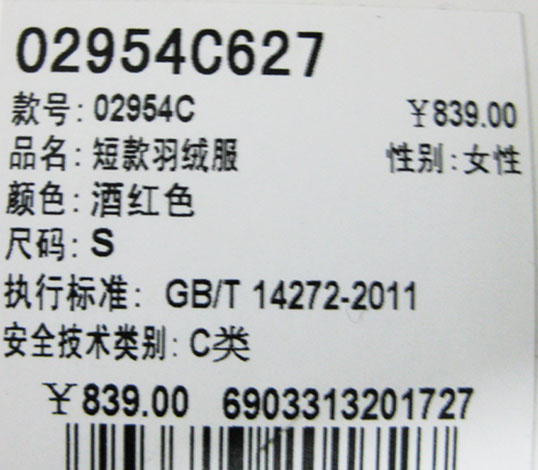 02954C627
款号: 02954C ￥839.00
品名: 短款羽绒服 性别: 女性
颜色: 酒红色
尺码: S
执行标准: GB/T 14272-2011
安全技术类别: C类
￥839.00 6903313201727